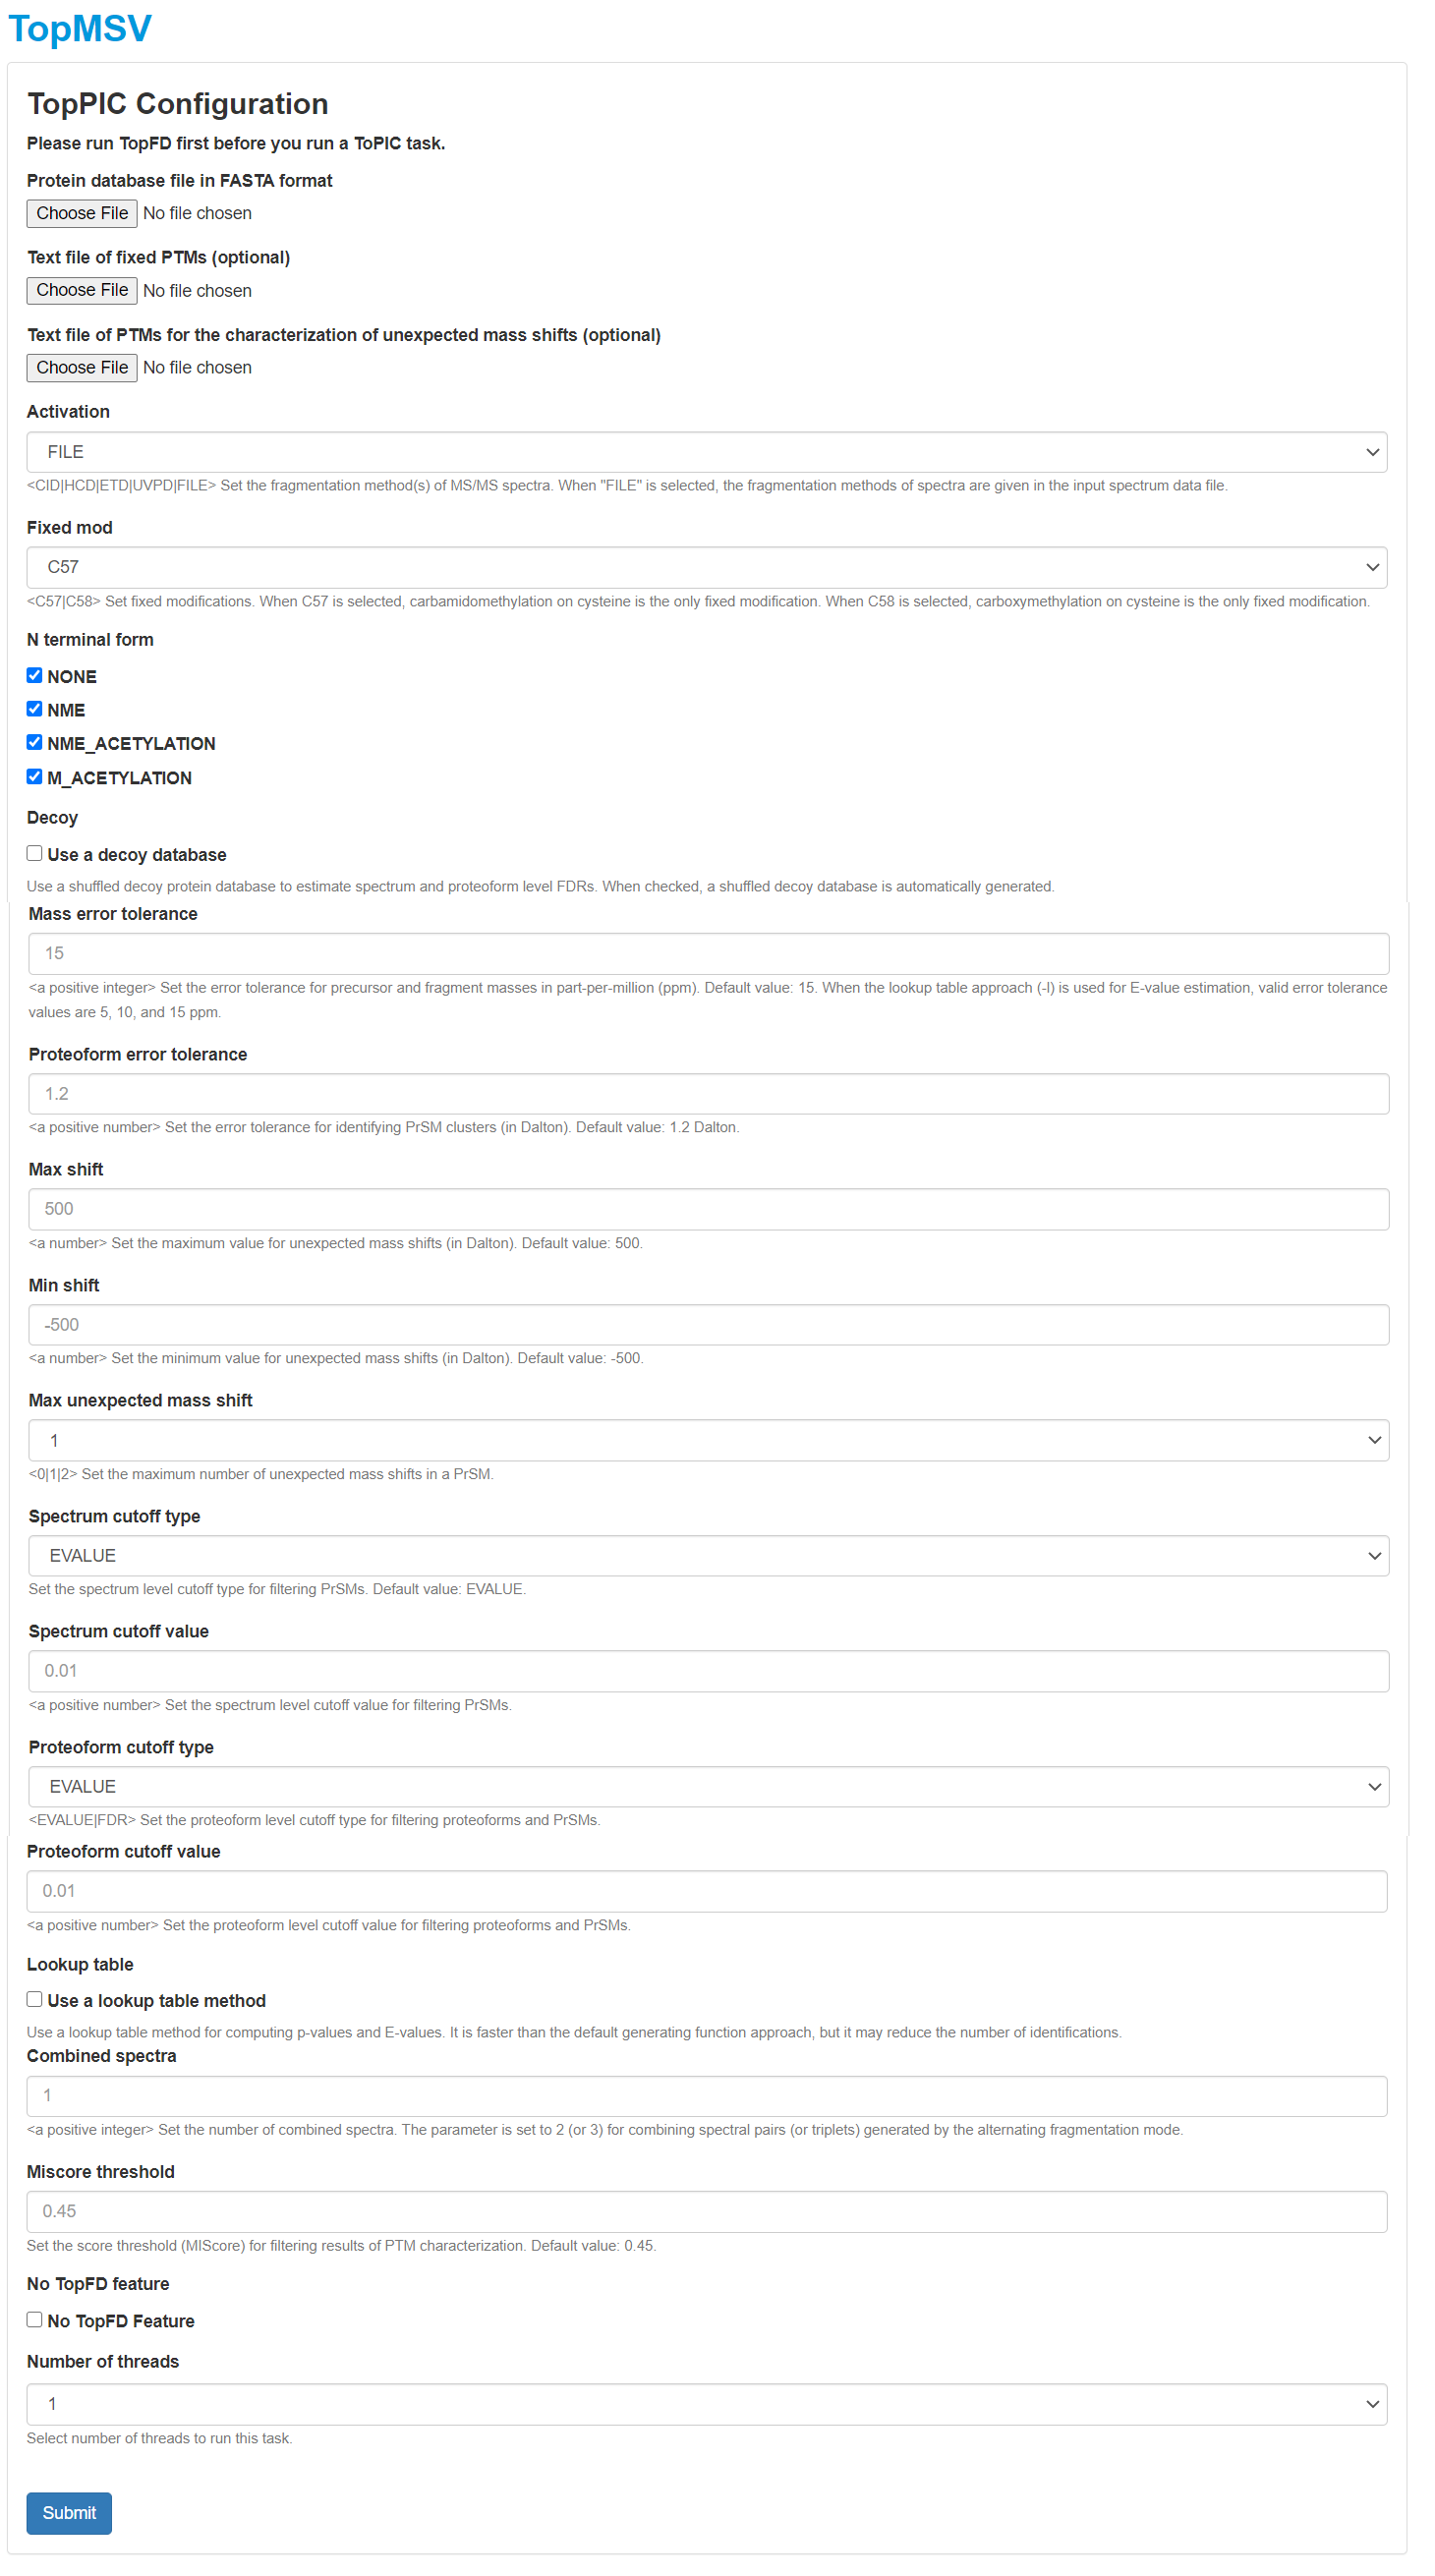 TopMSV
TopPIC Configuration
Please run TopFD first before you run a ToPIC task.
Protein database file in FASTA format
Choose File No file chosen
Text file of fixed PTMs (optional)
Choose File No file chosen
Text file of PTMs for the characterization of unexpected mass shifts (optional)
Choose File No file chosen
Activation
FILE
<CID|HCD|ETD|UVPD|FILE> Set the fragmentation method(s) of MS/MS spectra. When "FILE" is selected, the fragmentation methods of spectra are given in the input spectrum data file.
Fixed mod
C57
<C57|C58> Set fixed modifications. When C57 is selected, carbamidomethylation on cysteine is the only fixed modification. When C58 is selected, carboxymethylation on cysteine is the only fixed modification.
N terminal form
NONE
NME
NME_ACETYLATION
M_ACETYLATION
Decoy
Use a decoy database
Use a shuffled decoy protein database to estimate spectrum and proteoform level FDRs. When checked, a shuffled decoy database is automatically generated.
Mass error tolerance
15
<a positive integer> Set the error tolerance for precursor and fragment masses in part-per-million (ppm). Default value: 15. When the lookup table approach (-l) is used for E-value estimation, valid error tolerance
values are 5, 10, and 15 ppm.
Proteoform error tolerance
1.2
<a positive number> Set the error tolerance for identifying PrSM clusters (in Dalton). Default value: 1.2 Dalton.
Max shift
500
<a number> Set the maximum value for unexpected mass shifts (in Dalton). Default value: 500.
Min shift
-500
<a number> Set the minimum value for unexpected mass shifts (in Dalton). Default value: -500.
Max unexpected mass shift
1
<0|1|2> Set the maximum number of unexpected mass shifts in a PrSM.
Spectrum cutoff type
EVALUE
Set the spectrum level cutoff type for filtering PrSMs. Default value: EVALUE.
Spectrum cutoff value
0.01
<a positive number> Set the spectrum level cutoff value for filtering PrSMs.
Proteoform cutoff type
EVALUE
<EVALUE|FDR> Set the proteoform level cutoff type for filtering proteoforms and PrSMs.
Proteoform cutoff value
0.01
<a positive number> Set the proteoform level cutoff value for filtering proteoforms and PrSMs.
Lookup table
Use a lookup table method
Use a lookup table method for computing p-values and E-values. It is faster than the default generating function approach, but it may reduce the number of identifications.
Combined spectra
1
<a positive integer> Set the number of combined spectra. The parameter is set to 2 (or 3) for combining spectral pairs (or triplets) generated by the alternating fragmentation mode.
Miscore threshold
0.45
Set the score threshold (MIScore) for filtering results of PTM characterization. Default value: 0.45.
No TopFD feature
No TopFD Feature
Number of threads
1
Select number of threads to run this task.
Submit